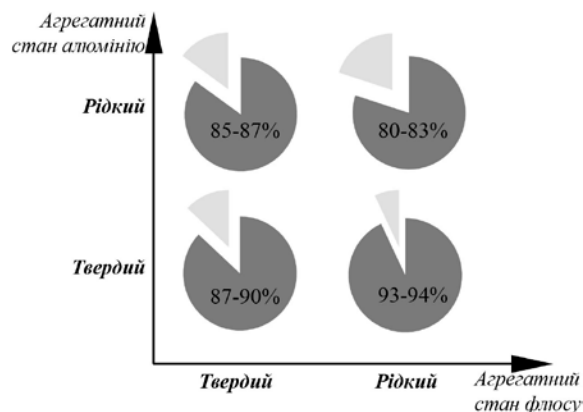 Агрегатний
стан алюмінію
Рідкий
85-87%
80-83%
Твердий
87-90%
93-94%
Твердий
Рідкий
Агрегатний
стан флюсу